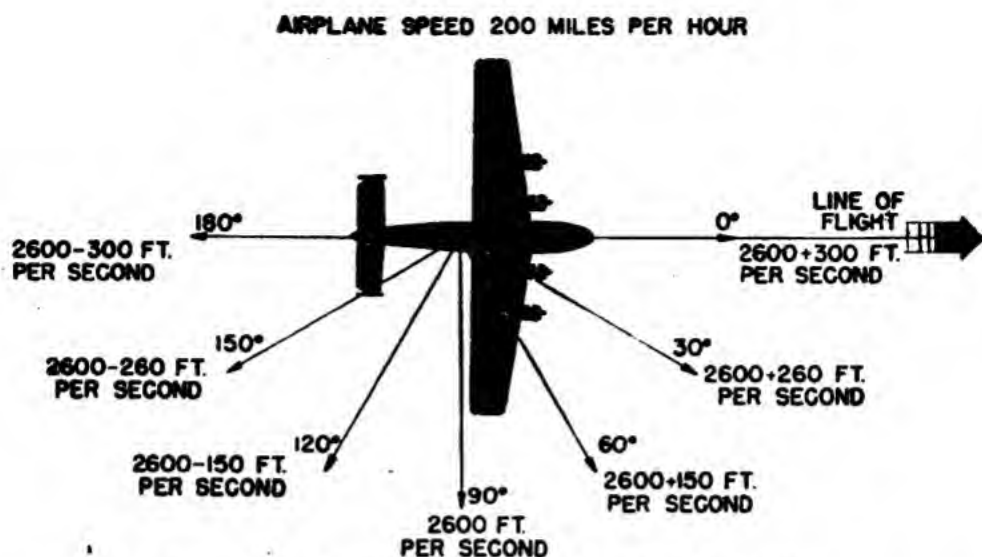 AIRPLANE SPEED 200 MILES PER HOUR
180°
2600-300 FT.
PER SECOND
0°
LINE OF
FLIGHT
2600+300 FT.
PER SECOND
150°
2600-260 FT.
PER SECOND
30°
2600+260 FT.
PER SECOND
120°
2600-150 FT.
PER SECOND
60°
2600+150 FT.
PER SECOND
90°
2600 FT.
PER SECOND